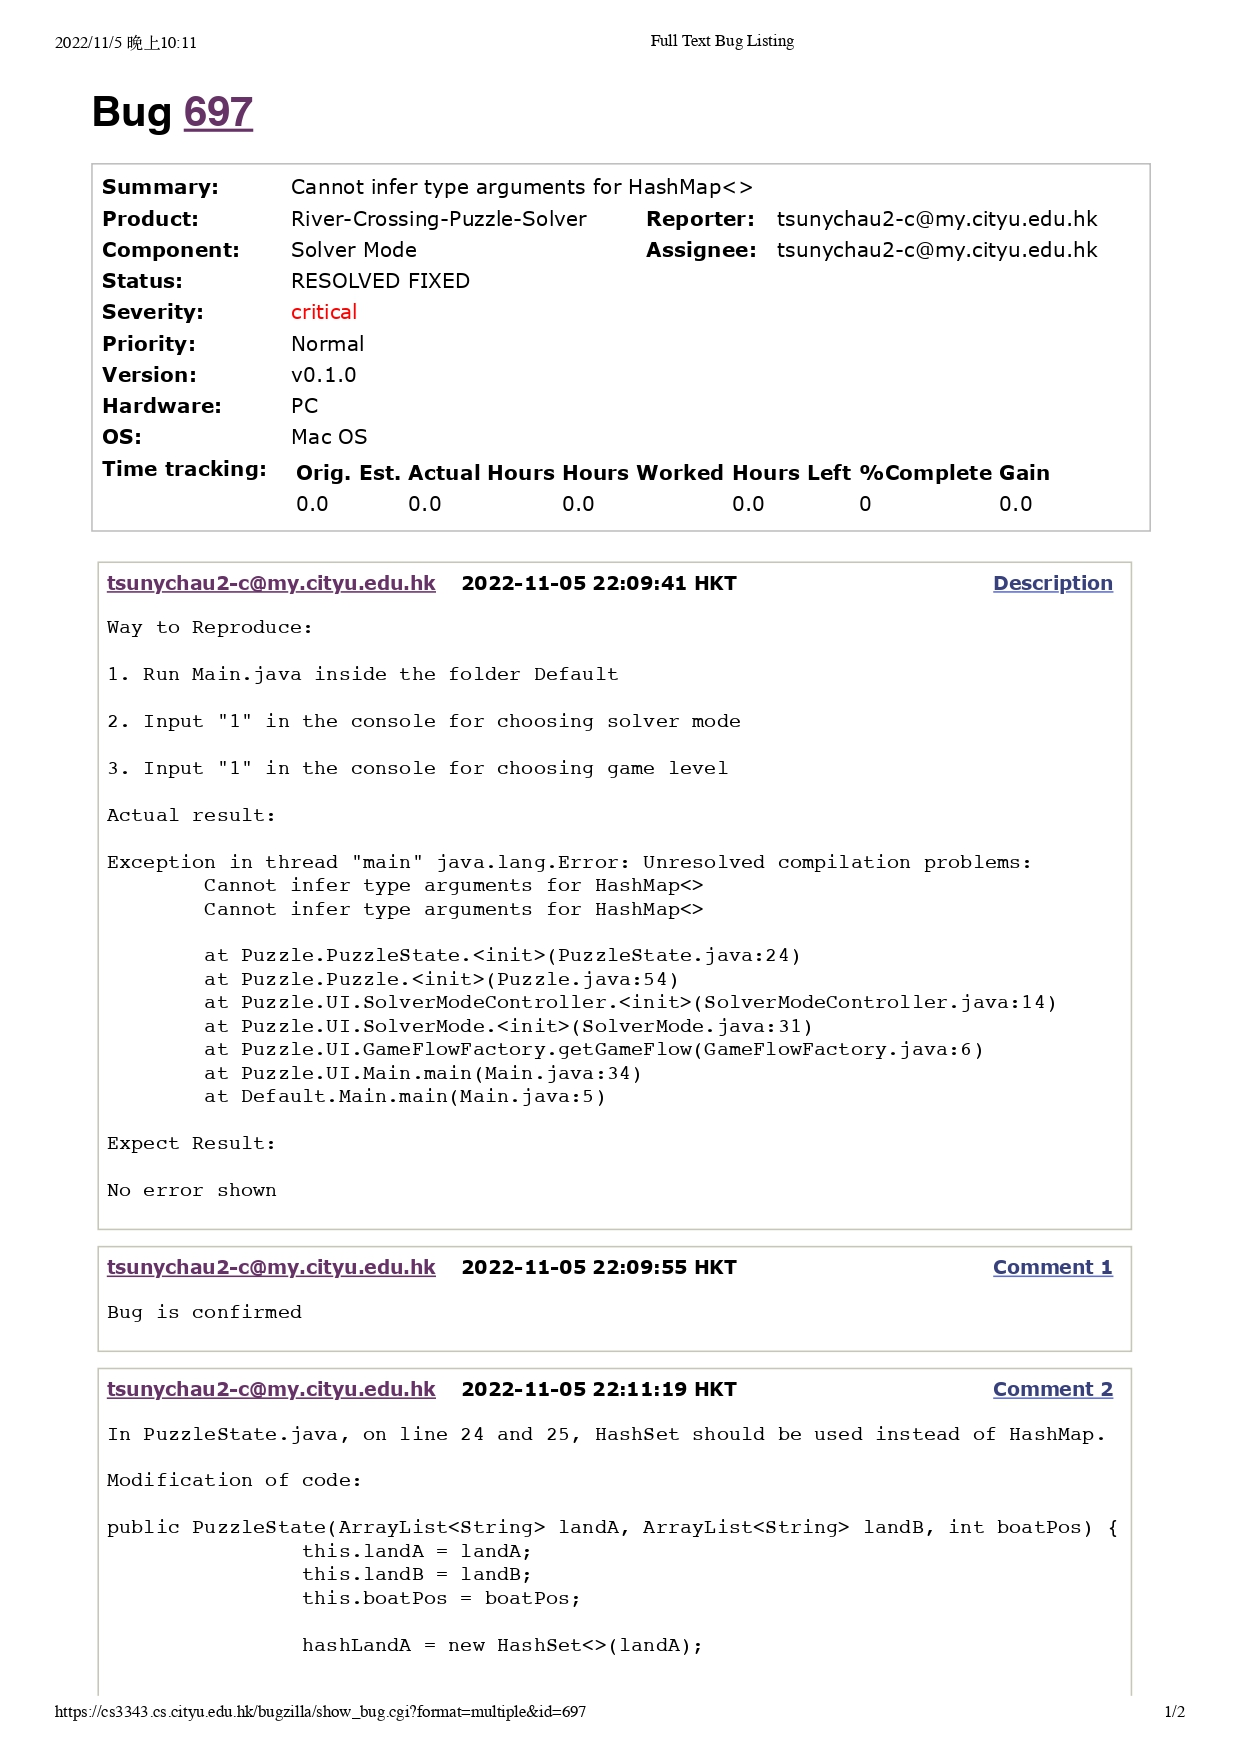 2022/11/5 晚上10:11
Full Text Bug Listing
Bug 697
Summary: Cannot infer type arguments for HashMap<>
Product: River-Crossing-Puzzle-Solver Reporter: tsunychau2-c@my.cityu.edu.hk
Component: Solver Mode Assignee: tsunychau2-c@my.cityu.edu.hk
Status: RESOLVED FIXED
Severity: critical
Priority: Normal
Version: v0.1.0
Hardware: PC
OS: Mac OS
Time tracking: Orig. Est. Actual Hours Hours Worked Hours Left %Complete Gain
0.0 0.0 0.0 0.0 0 0.0
tsunychau2-c@my.cityu.edu.hk 2022-11-05 22:09:41 HKT Description
Way to Reproduce:
1. Run Main.java inside the folder Default
2. Input "1" in the console for choosing solver mode
3. Input "1" in the console for choosing game level
Actual result:
Exception in thread "main" java.lang.Error: Unresolved compilation problems:
Cannot infer type arguments for HashMap<>
Cannot infer type arguments for HashMap<>
at Puzzle.PuzzleState.<init>(PuzzleState.java:24)
at Puzzle.Puzzle.<init>(Puzzle.java:54)
at Puzzle.UI.SolverModeController.<init>(SolverModeController.java:14)
at Puzzle.UI.SolverMode.<init>(SolverMode.java:31)
at Puzzle.UI.GameFlowFactory.getGameFlow(GameFlowFactory.java:6)
at Puzzle.UI.Main.main(Main.java:34)
at Default.Main.main(Main.java:5)
Expect Result:
No error shown
tsunychau2-c@my.cityu.edu.hk 2022-11-05 22:09:55 HKT Comment 1
Bug is confirmed
tsunychau2-c@my.cityu.edu.hk 2022-11-05 22:11:19 HKT Comment 2
In PuzzleState.java, on line 24 and 25, HashSet should be used instead of HashMap.
Modification of code:
public PuzzleState(ArrayList<String> landA, ArrayList<String> landB, int boatPos) {
this.landA = landA;
this.landB = landB;
this.boatPos = boatPos;
hashLandA = new HashSet<>(landA);
https://cs3343.cs.cityu.edu.hk/bugzilla/show_bug.cgi?format=multiple&id=697
1/2